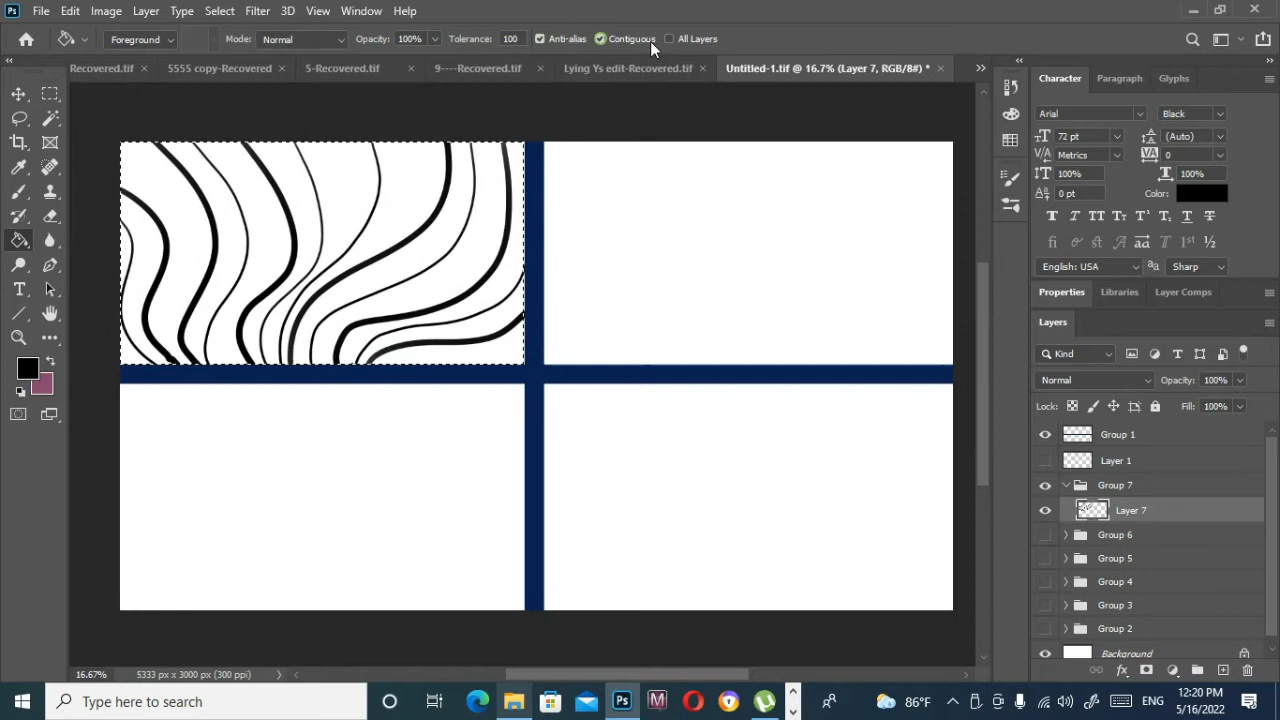 Ps File Edit Image Layer Type Select Filter 3D View Window Help
Foreground Mode: Normal Opacity: 100% Tolerance: 100 Anti-alias Contiguous All Layers
Recovered.tif × 5555 copy-Recovered × 5-Recovered.tif × 9----Recovered.tif × Lying Ys edit-Recovered.tif × Untitled-1.tif @ 16.7% (Layer 7, RGB/8#) * ×
Character Paragraph Glyphs
Arial Black
72 pt (Auto)
Metrics 0
100% 100%
0 pt Color:
English: USA Sharp
Properties Libraries Layer Comps
Layers
Kind
Normal Opacity: 100%
Lock: Fill: 100%
Group 1
Layer 1
Group 7
Layer 7
Group 6
Group 5
Group 4
Group 3
Group 2
Background
16.67% 5333 px x 3000 px (300 ppi)
Type here to search
Ps 86°F ENG 12:20 PM
5/16/2022